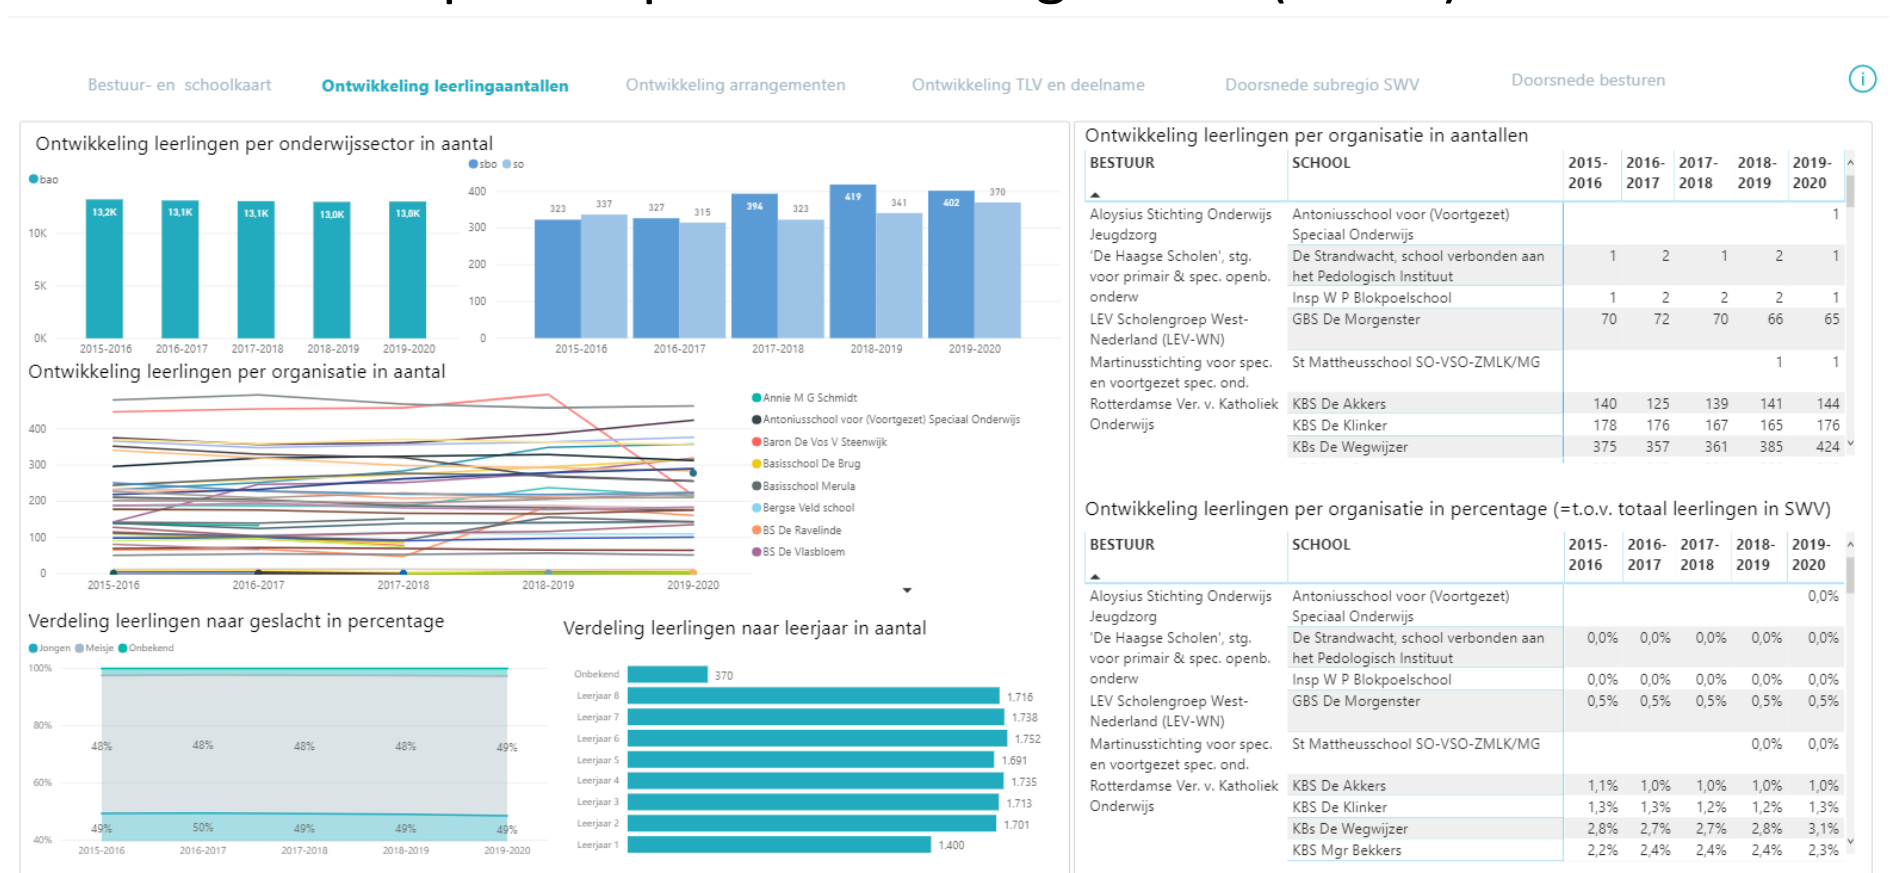 Bestuur- en schoolkaart
Ontwikkeling leerlingaantallen
Ontwikkeling arrangementen
Ontwikkeling TLV en deelname
Doorsnede subregio SWV
Doorsnede besturen
i
Ontwikkeling leerlingen per onderwijssector in aantal
bao
10K
5K
0K
13,2K 13,1K 13,1K 13,0K 13,0K
2015-2016 2016-2017 2017-2018 2018-2019 2019-2020
sbo so
400
300
200
100
0
323 337 327 315 394 323 419 341 402 370
2015-2016 2016-2017 2017-2018 2018-2019 2019-2020
Ontwikkeling leerlingen per organisatie in aantal
400
300
200
100
0
2015-2016 2016-2017 2017-2018 2018-2019 2019-2020
Annie M G Schmidt
Antoniusschool voor (Voortgezet) Speciaal Onderwijs
Baron De Vos V Steenwijk
Basisschool De Brug
Basisschool Merula
Bergse Veld school
BS De Ravelinde
BS De Vlasbloem
Verdeling leerlingen naar geslacht in percentage
Jongen Meisje Onbekend
100%
80%
60%
40%
48% 48% 48% 48% 49%
49% 50% 49% 49% 49%
2015-2016 2016-2017 2017-2018 2018-2019 2019-2020
Verdeling leerlingen naar leerjaar in aantal
Onbekend 370
Leerjaar 8 1.716
Leerjaar 7 1.738
Leerjaar 6 1.752
Leerjaar 5 1.691
Leerjaar 4 1.735
Leerjaar 3 1.713
Leerjaar 2 1.701
Leerjaar 1 1.400
Ontwikkeling leerlingen per organisatie in aantallen
BESTUUR SCHOOL 2015- 2016- 2017- 2018- 2019-
2016 2017 2018 2019 2020
Aloysius Stichting Onderwijs Antoniusschool voor (Voortgezet) 1
Jeugdzorg Speciaal Onderwijs
'De Haagse Scholen', stg. De Strandwacht, school verbonden aan 1 2 1 2 1
voor primair & spec. openb. het Pedologisch Instituut
onderw Insp W P Blokpoelschool 1 2 2 2 1
LEV Scholengroep West- GBS De Morgenster 70 72 70 66 65
Nederland (LEV-WN)
Martinusstichting voor spec. St Mattheusschool SO-VSO-ZMLK/MG 1 1
en voortgezet spec. ond.
Rotterdamse Ver. v. Katholiek KBS De Akkers 140 125 139 141 144
Onderwijs KBS De Klinker 178 176 167 165 176
KBs De Wegwijzer 375 357 361 385 424
Ontwikkeling leerlingen per organisatie in percentage (=t.o.v. totaal leerlingen in SWV)
BESTUUR SCHOOL 2015- 2016- 2017- 2018- 2019-
2016 2017 2018 2019 2020
Aloysius Stichting Onderwijs Antoniusschool voor (Voortgezet) 0,0%
Jeugdzorg Speciaal Onderwijs
'De Haagse Scholen', stg. De Strandwacht, school verbonden aan 0,0% 0,0% 0,0% 0,0% 0,0%
voor primair & spec. openb. het Pedologisch Instituut
onderw Insp W P Blokpoelschool 0,0% 0,0% 0,0% 0,0% 0,0%
LEV Scholengroep West- GBS De Morgenster 0,5% 0,5% 0,5% 0,5% 0,5%
Nederland (LEV-WN)
Martinusstichting voor spec. St Mattheusschool SO-VSO-ZMLK/MG 0,0% 0,0%
en voortgezet spec. ond.
Rotterdamse Ver. v. Katholiek KBS De Akkers 1,1% 1,0% 1,0% 1,0% 1,0%
Onderwijs KBS De Klinker 1,3% 1,3% 1,2% 1,2% 1,3%
KBs De Wegwijzer 2,8% 2,7% 2,7% 2,8% 3,1%
KBS Mgr Bekkers 2,2% 2,4% 2,4% 2,4% 2,3%